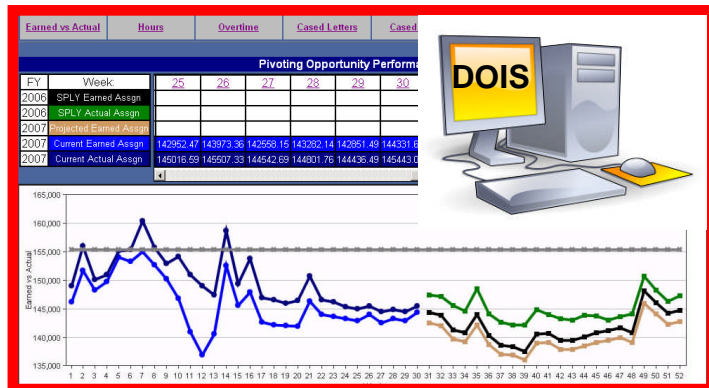 Earned vs Actual Hours Overtime Cased Letters Cased
Pivoting Opportunity Performa
FY Week: 25 26 27 28 29 30
2006 SPLY Earned Assgn
2006 SPLY Actual Assgn
2007 Projected Earned Assgn
2007 Current Earned Assgn 142952.47 143973.36 142558.15 143282.14 142851.49 144331.6
2007 Current Actual Assgn 145016.59 145507.33 144542.69 144801.76 144436.49 145443.0
DOIS
165,000
160,000
155,000
150,000
145,000
140,000
135,000
Earned vs Actual
1 2 3 4 5 6 7 8 9 10 11 12 13 14 15 16 17 18 19 20 21 22 23 24 25 26 27 28 29 30 31 32 33 34 35 36 37 38 39 40 41 42 43 44 45 46 47 48 49 50 51 52